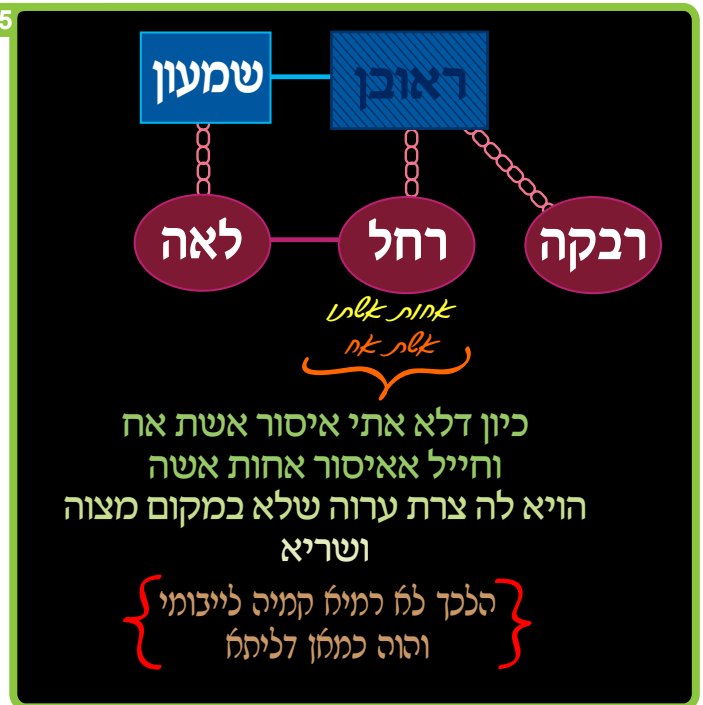 5
שמעון
ראובן
לאה
רחל
רבקה
אחות אשתו
אשת אח
כיון דלא אתי איסור אשת אח
וחייל אאיסור אחות אשה
הויא לה צרת ערוה שלא במקום מצוה
ושריא
הלכך לא רמיא קמיה לייבומי
והוה כמאן דליתא